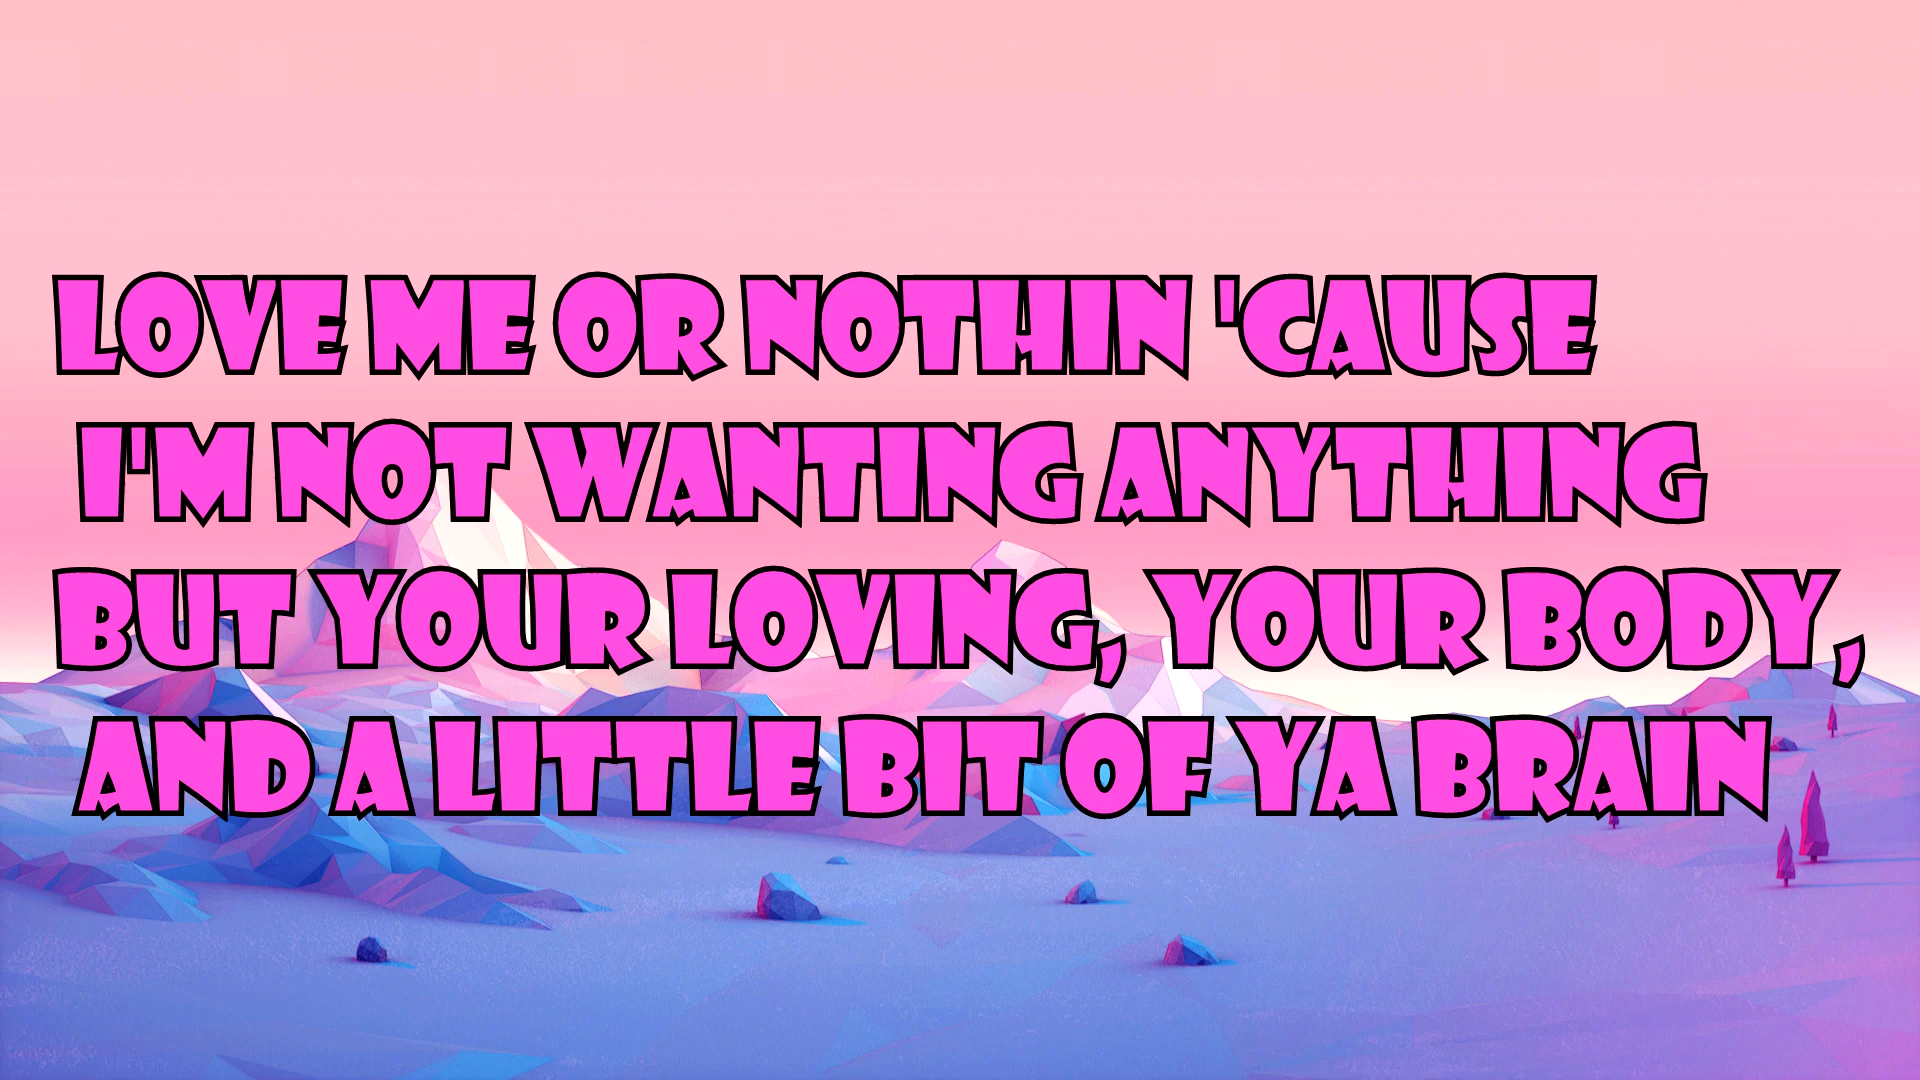 LOVE ME OR NOTHIN 'CAUSE
I'M NOT WANTING ANYTHING
BUT YOUR LOVING, YOUR BODY,
AND A LITTLE BIT OF YA BRAIN